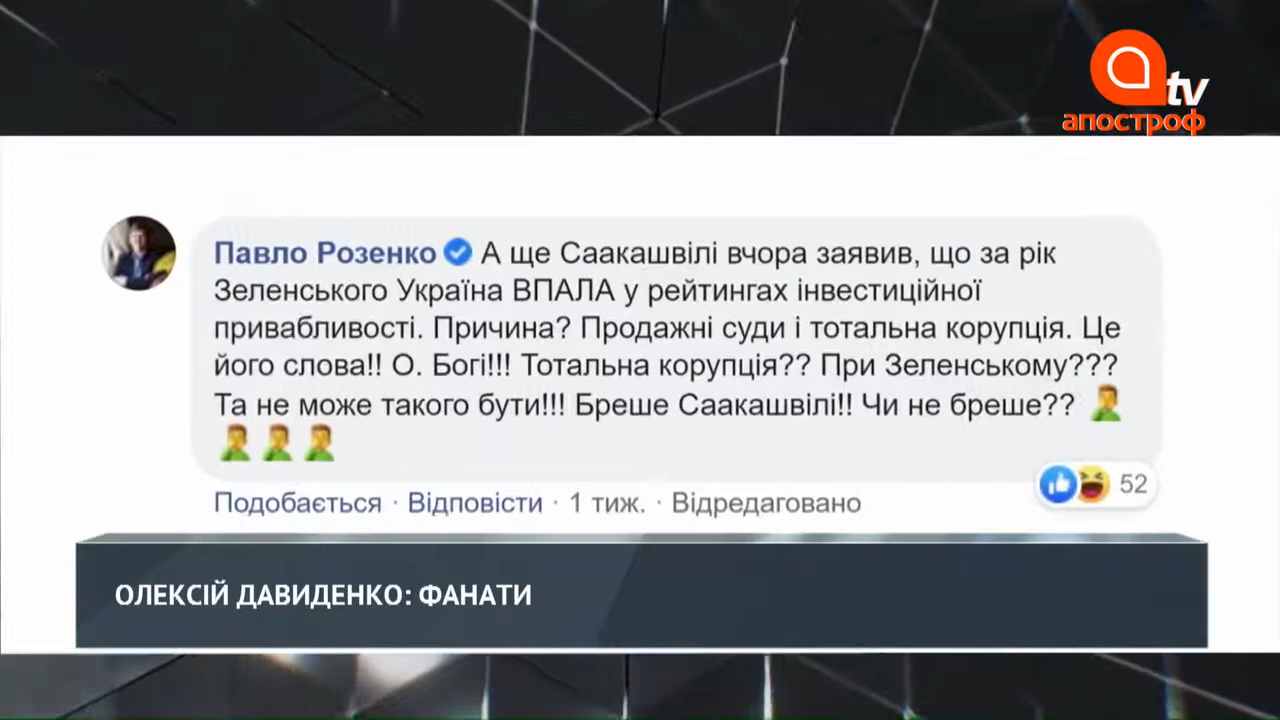 tv
апостроф
Павло Розенко А ще Саакашвілі вчора заявив, що за рік
Зеленського Україна ВПАЛА у рейтингах інвестиційної
привабливості. Причина? Продажні суди і тотальна корупція. Це
його слова!! О. Богі!!! Тотальна корупція?? При Зеленському???
Та не може такого бути!!! Бреше Саакашвілі!! Чи не бреше??
Подобається · Відповісти · 1 тиж. · Відредаговано
52
ОЛЕКСІЙ ДАВИДЕНКО: ФАНАТИ